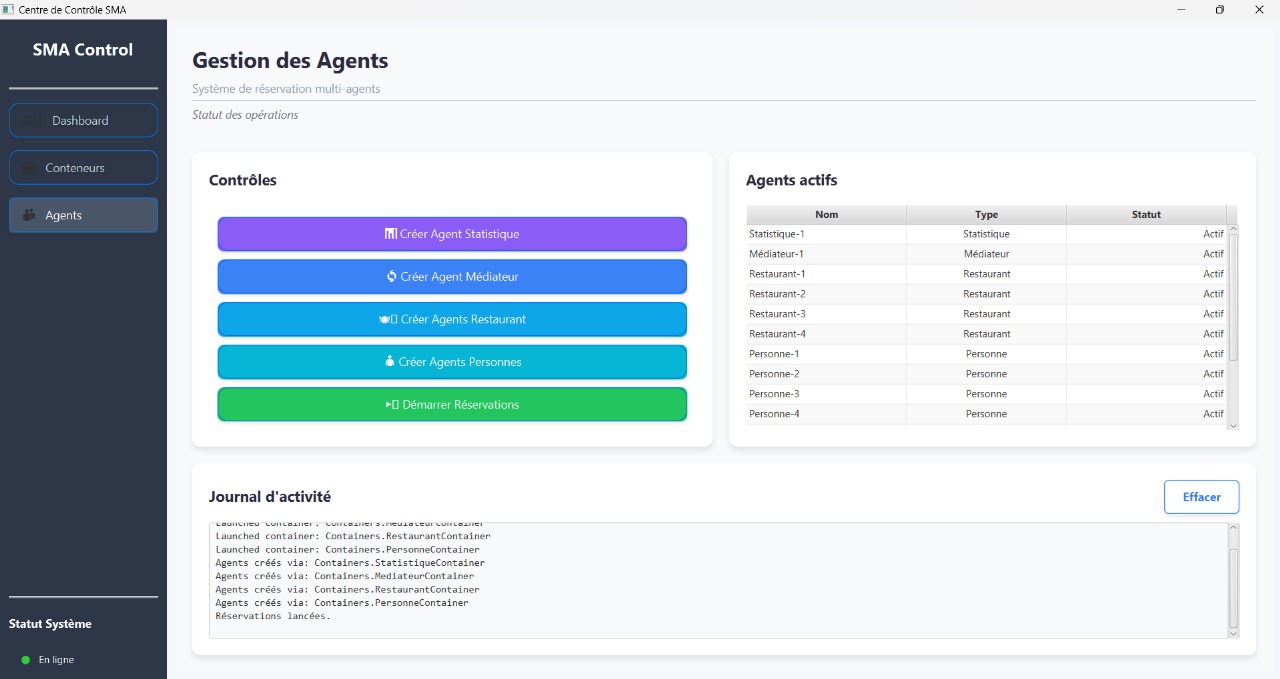 Centre de Contrôle SMA
SMA Control
Dashboard
Conteneurs
Agents
Statut Système
En ligne
Gestion des Agents
Système de réservation multi-agents
Statut des opérations
Contrôles
Créer Agent Statistique
Créer Agent Médiateur
Créer Agents Restaurant
Créer Agents Personnes
Démarrer Réservations
Agents actifs
Nom Type Statut
Statistique-1 Statistique Actif
Médiateur-1 Médiateur Actif
Restaurant-1 Restaurant Actif
Restaurant-2 Restaurant Actif
Restaurant-3 Restaurant Actif
Restaurant-4 Restaurant Actif
Personne-1 Personne Actif
Personne-2 Personne Actif
Personne-3 Personne Actif
Personne-4 Personne Actif
Journal d'activité
Effacer
Launched container: Containers.MediateurContainer
Launched container: Containers.RestaurantContainer
Launched container: Containers.PersonneContainer
Agents créés via: Containers.StatistiqueContainer
Agents créés via: Containers.MediateurContainer
Agents créés via: Containers.RestaurantContainer
Agents créés via: Containers.PersonneContainer
Réservations lancées.